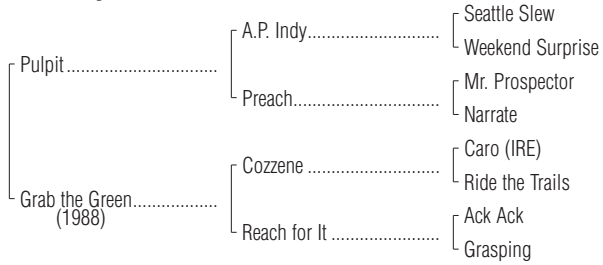 Seattle Slew
A.P. Indy
Weekend Surprise
Pulpit
Mr. Prospector
Preach
Narrate
Caro (IRE)
Cozzene
Ride the Trails
Grab the Green
(1988)
Ack Ack
Reach for It
Grasping